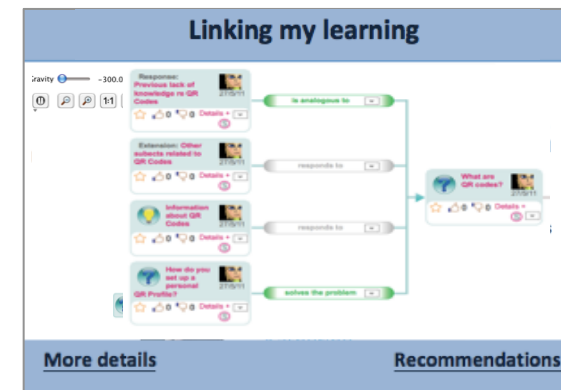 Linking my learning
-300.0
1:1
Response:
Previous lack of
knowledge re QR
Codes
27/5/11
0 0 Details +
is analogous to
Extension: Other
subects related to
QR Codes
27/5/11
0 0 Details +
responds to
What are
QR codes?
27/5/11
0 0 Details +
Information
about QR
Codes
27/5/11
0 0 Details +
responds to
How do you
set up a
personal
QR Profile?
27/5/11
0 0 Details +
solves the problem
More details
Recommendations